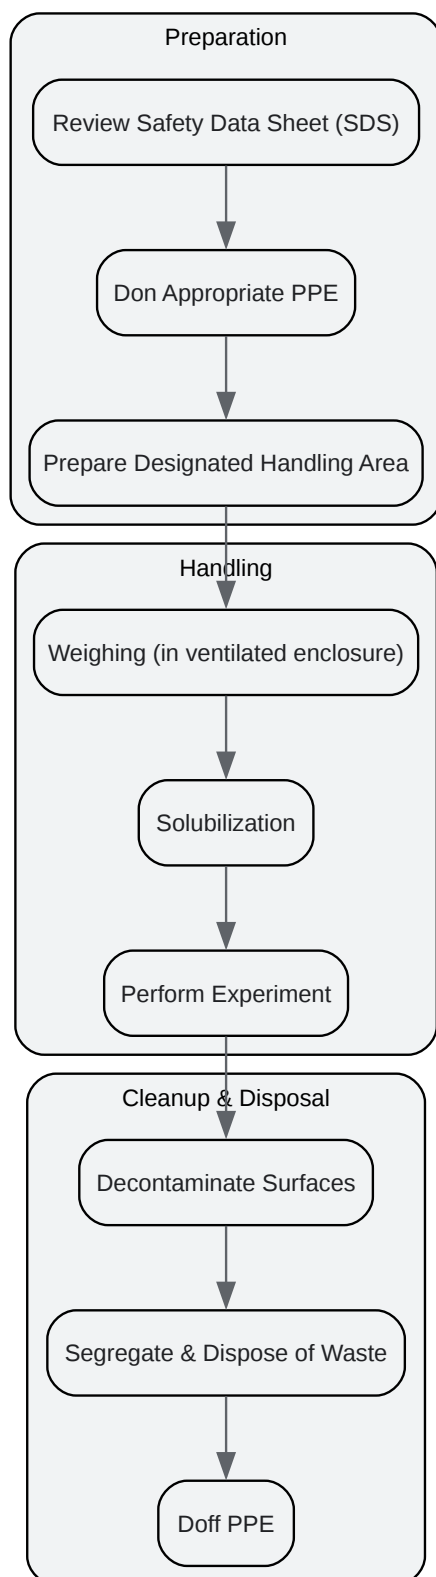 Preparation
Review Safety Data Sheet (SDS)
Don Appropriate PPE
Prepare Designated Handling Area
Handling
Weighing (in ventilated enclosure)
Solubilization
Perform Experiment
Cleanup & Disposal
Decontaminate Surfaces
Segregate & Dispose of Waste
Doff PPE